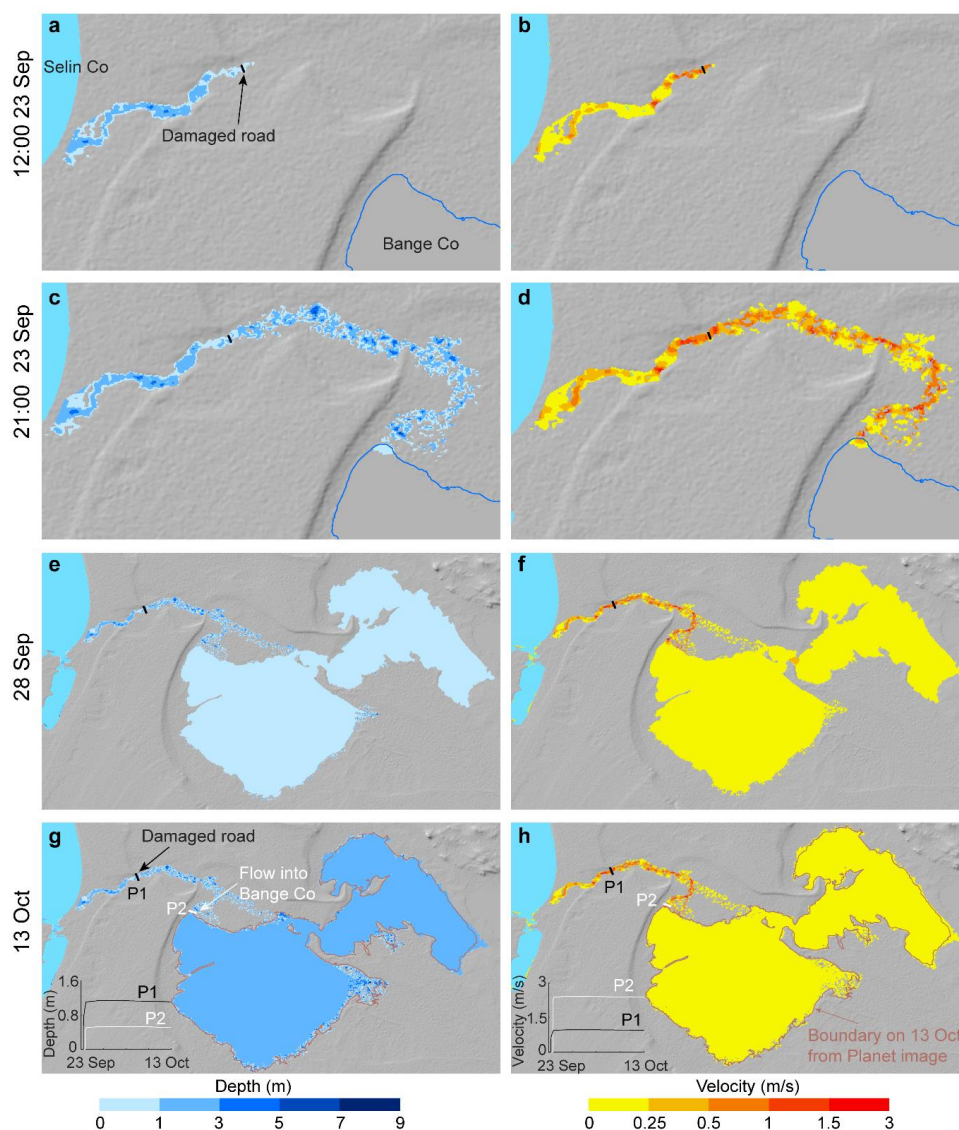 a
b
12:00 23 Sep
Selin Co
Damaged road
Bange Co
c
d
21:00 23 Sep
e
f
28 Sep
g
h
13 Oct
Damaged road
P1
Flow into
Bange Co
P2
Depth (m)
1.6
0.8
0
P1
P2
23 Sep
13 Oct
P1
P2
Velocity (m/s)
3
1.5
0
P2
P1
23 Sep
13 Oct
Boundary on 13 Oct
from Planet image
Depth (m)
0 1 3 5 7 9
Velocity (m/s)
0 0.25 0.5 1 1.5 3